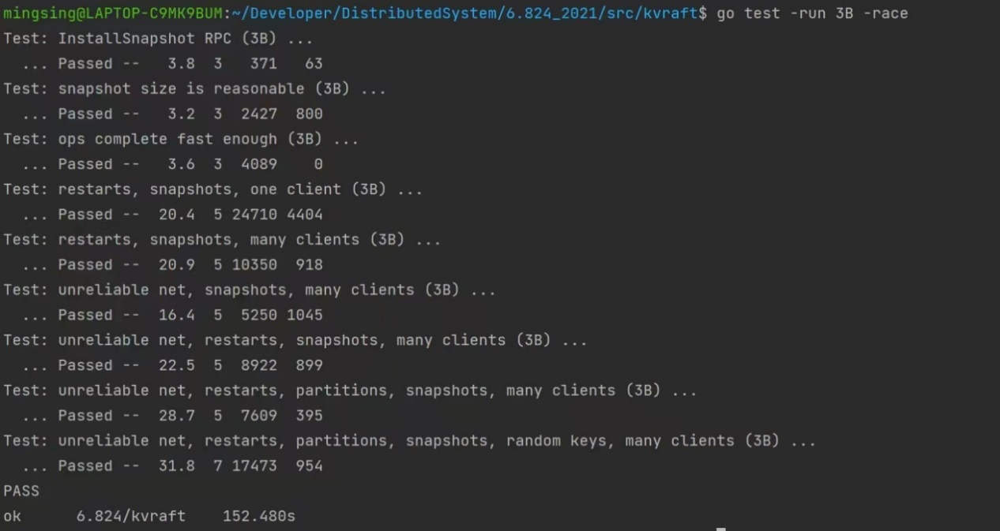 mingsing@LAPTOP-C9MK9BUM:~/Developer/DistributedSystem/6.824_2021/src/kvraft$ go test -run 3B -race
Test: InstallSnapshot RPC (3B) ...
  ... Passed --   3.8  3   371   63
Test: snapshot size is reasonable (3B) ...
  ... Passed --   3.2  3  2427  800
Test: ops complete fast enough (3B) ...
  ... Passed --   3.6  3  4089    0
Test: restarts, snapshots, one client (3B) ...
  ... Passed --  20.4  5 24710 4404
Test: restarts, snapshots, many clients (3B) ...
  ... Passed --  20.9  5 10350  918
Test: unreliable net, snapshots, many clients (3B) ...
  ... Passed --  16.4  5  5250 1045
Test: unreliable net, restarts, snapshots, many clients (3B) ...
  ... Passed --  22.5  5  8922  899
Test: unreliable net, restarts, partitions, snapshots, many clients (3B) ...
  ... Passed --  28.7  5  7609  395
Test: unreliable net, restarts, partitions, snapshots, random keys, many clients (3B) ...
  ... Passed --  31.8  7 17473  954
PASS
ok      6.824/kvraft    152.480s